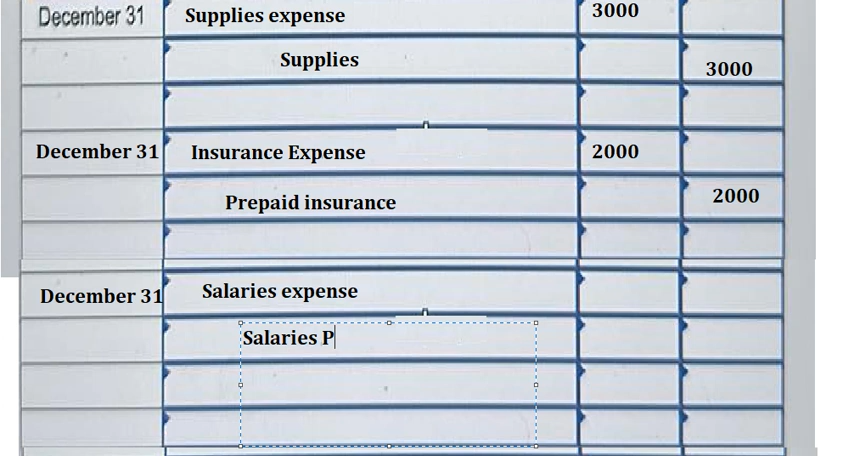 December 31 Supplies expense 3000
Supplies 3000
December 31 Insurance Expense 2000
Prepaid insurance 2000
December 31 Salaries expense
Salaries P